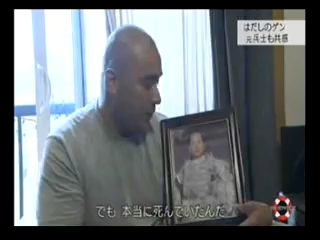 はだしのゲン
元兵士も共感
でも 本当に死んでいたんだ